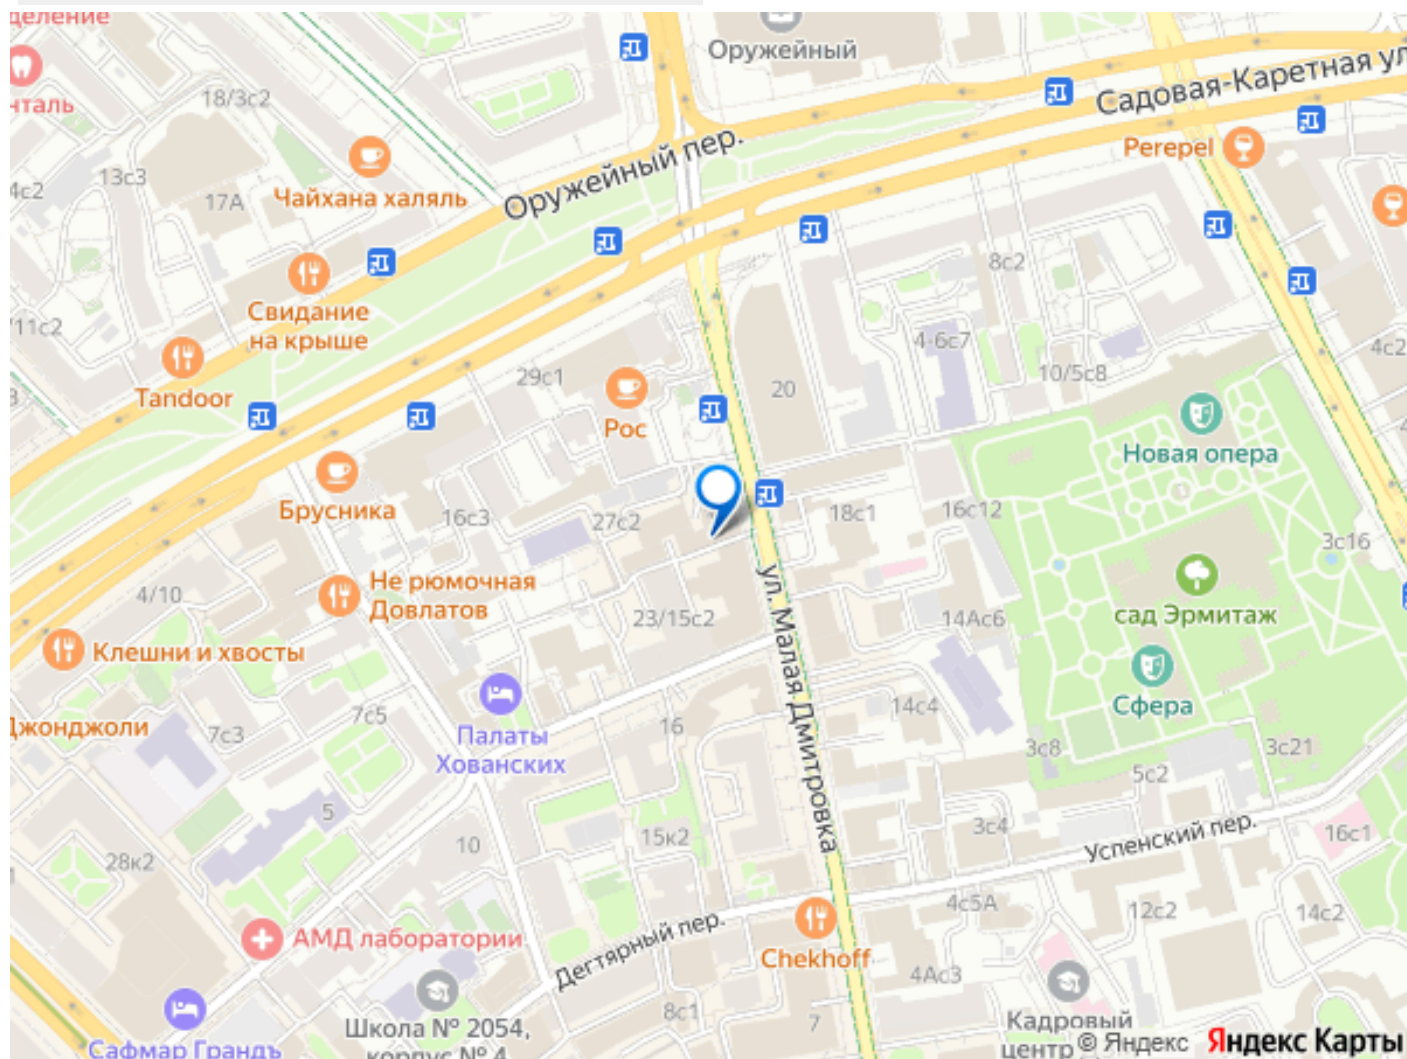 деление
нталь
18/3с2
Оружейный
Садовая-Каретная ул
Оружейный пер.
Perepel
4с2
13с3
17А
Чайхана халяль
Свидание
на крыше
/11с2
Tandoor
29с1
Рос
20
8с2
4-6с7
10/5с8
4с2
Новая опера
Брусника
16с3
27с2
18с1
16с12
3с16
4/10
Не рюмочная
Довлатов
23/15с2
ул. Малая Дмитровка
14Ас6
сад Эрмитаж
Клешни и хвосты
Джонджоли
7с3
7с5
Палаты
Хованских
16
14с4
Сфера
3с8
3с21
5с2
5
10
15к2
3с4
Успенский пер.
16с1
28к2
АМД лаборатории
Дегтярный пер.
Chekhoff
4с5А
12с2
14с2
4Ас3
Школа № 2054,
корпус № 4
8с1
7
Кадровый
центр
Сафмар Грандъ
© Яндекс Яндекс Карты